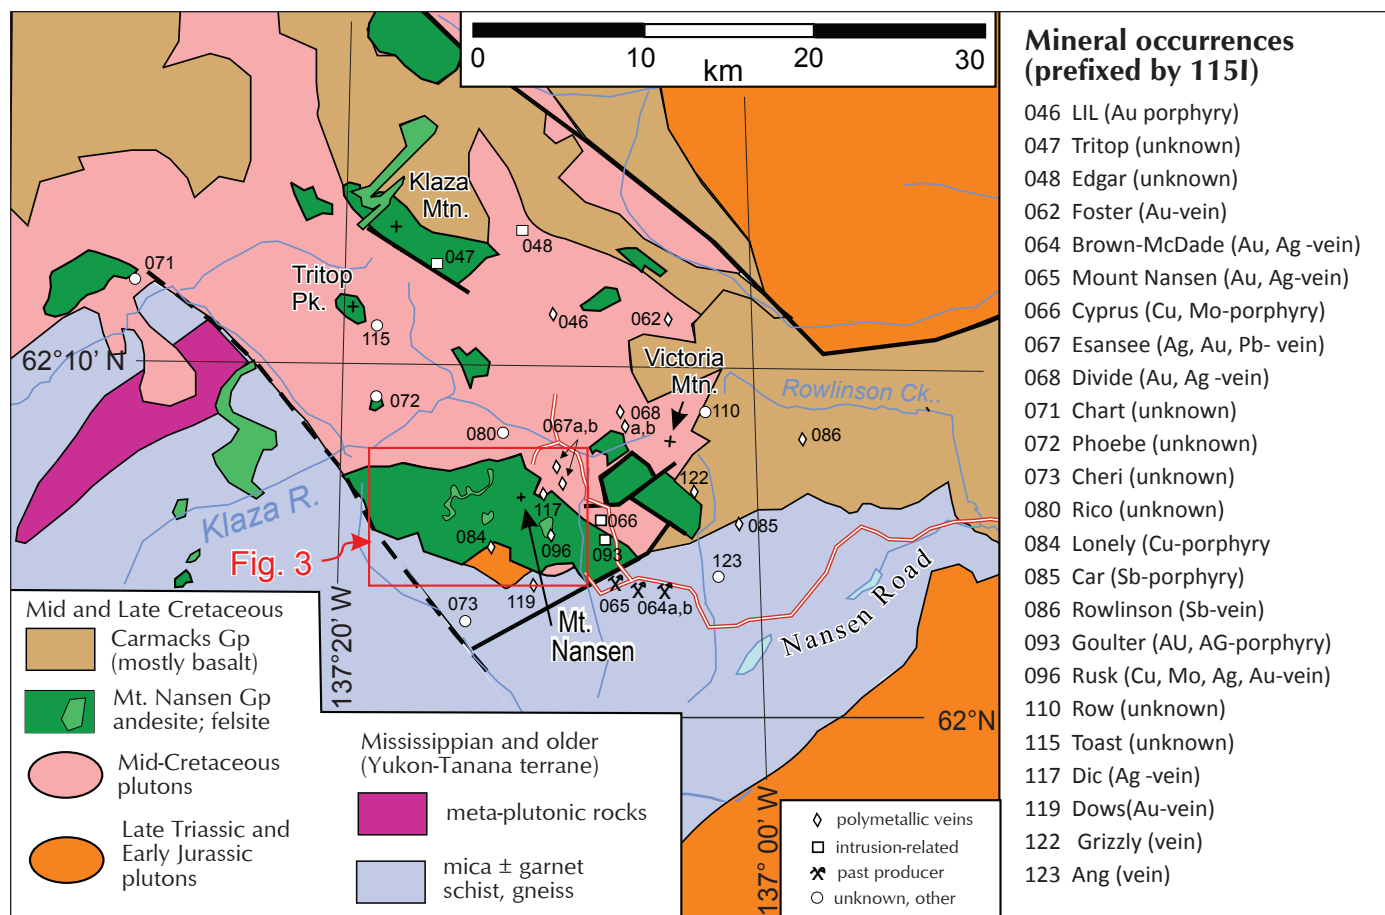 0
10
20
30
km
Klaza
Mtn.
047
048
071
Tritop
Pk.
115
046
062
62°10' N
Victoria
Mtn.
Rowlinson Ck..
072
068
a,b
110
080
067a,b
086
122
117
066
085
Klaza R.
084
096
093
123
Fig. 3
065
064a,b
119
073
Mt.
Nansen
Nansen Road
137°20' W
62°N
137°00' W
Mid and Late Cretaceous
Carmacks Gp
(mostly basalt)
Mt. Nansen Gp
andesite; felsite
Mid-Cretaceous
plutons
Late Triassic and
Early Jurassic
plutons
Mississippian and older
(Yukon-Tanana terrane)
meta-plutonic rocks
mica ± garnet
schist, gneiss
polymetallic veins
intrusion-related
past producer
unknown, other
Mineral occurrences
(prefixed by 115I)
046 LIL (Au porphyry)
047 Tritop (unknown)
048 Edgar (unknown)
062 Foster (Au-vein)
064 Brown-McDade (Au, Ag -vein)
065 Mount Nansen (Au, Ag-vein)
066 Cyprus (Cu, Mo-porphyry)
067 Esansee (Ag, Au, Pb- vein)
068 Divide (Au, Ag -vein)
071 Chart (unknown)
072 Phoebe (unknown)
073 Cheri (unknown)
080 Rico (unknown)
084 Lonely (Cu-porphyry
085 Car (Sb-porphyry)
086 Rowlinson (Sb-vein)
093 Goulter (AU, AG-porphyry)
096 Rusk (Cu, Mo, Ag, Au-vein)
110 Row (unknown)
115 Toast (unknown)
117 Dic (Ag -vein)
119 Dows(Au-vein)
122 Grizzly (vein)
123 Ang (vein)